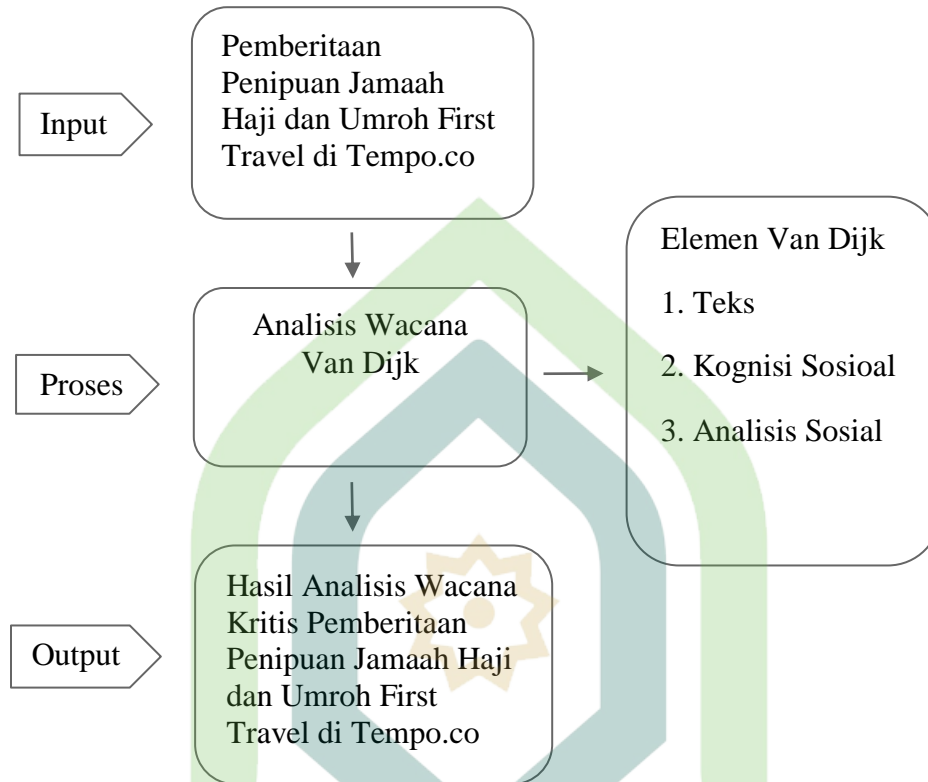 Input
Pemberitaan
Penipuan Jamaah
Haji dan Umroh First
Travel di Tempo.co
Proses
Analisis Wacana
Van Dijk
Elemen Van Dijk
1. Teks
2. Kognisi Sosioal
3. Analisis Sosial
Output
Hasil Analisis Wacana
Kritis Pemberitaan
Penipuan Jamaah Haji
dan Umroh First
Travel di Tempo.co